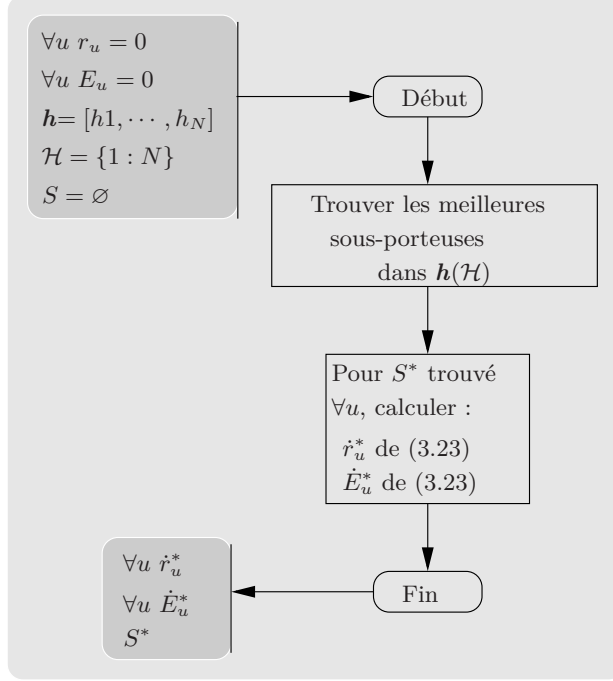 ∀u r_u = 0
∀u E_u = 0
h= [h1, ⋯ , h_N]
ℋ = {1 : N}
S = ∅
Début
Trouver les meilleures
sous-porteuses
dans h(ℋ)
Pour S* trouvé
∀u, calculer :
ṙ*_u de (3.23)
Ė*_u de (3.23)
Fin
∀u ṙ*_u
∀u Ė*_u
S*